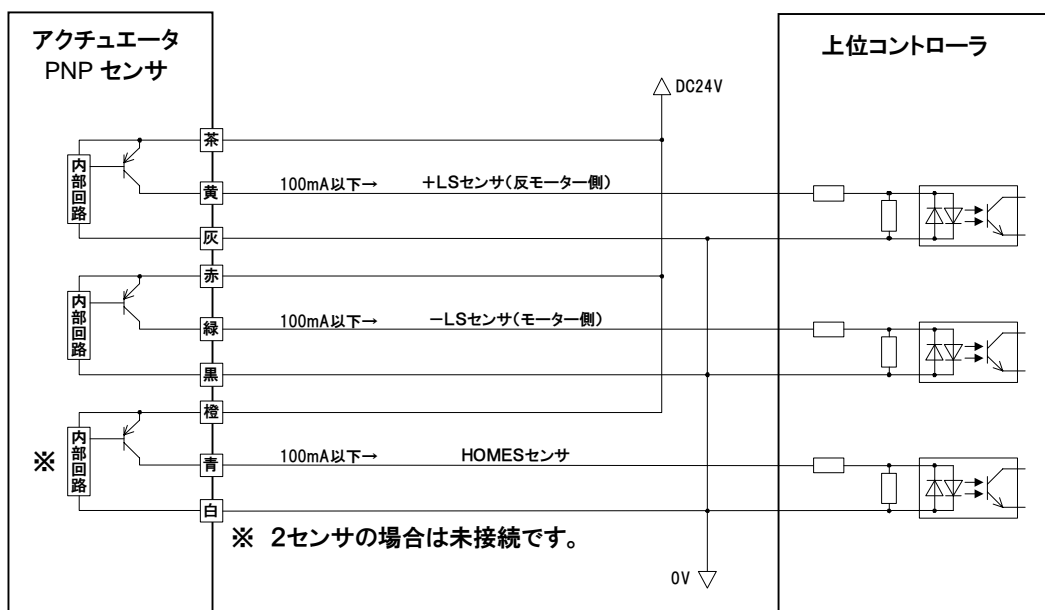 アクチュエータ
PNP センサ
上位コントローラ
DC24V
茶
内部回路
黄
100mA以下→
+LSセンサ(反モーター側)
灰
赤
内部回路
緑
100mA以下→
−LSセンサ(モーター側)
黒
橙
※
内部回路
青
100mA以下→
HOMESセンサ
白
※ 2センサの場合は未接続です。
0V